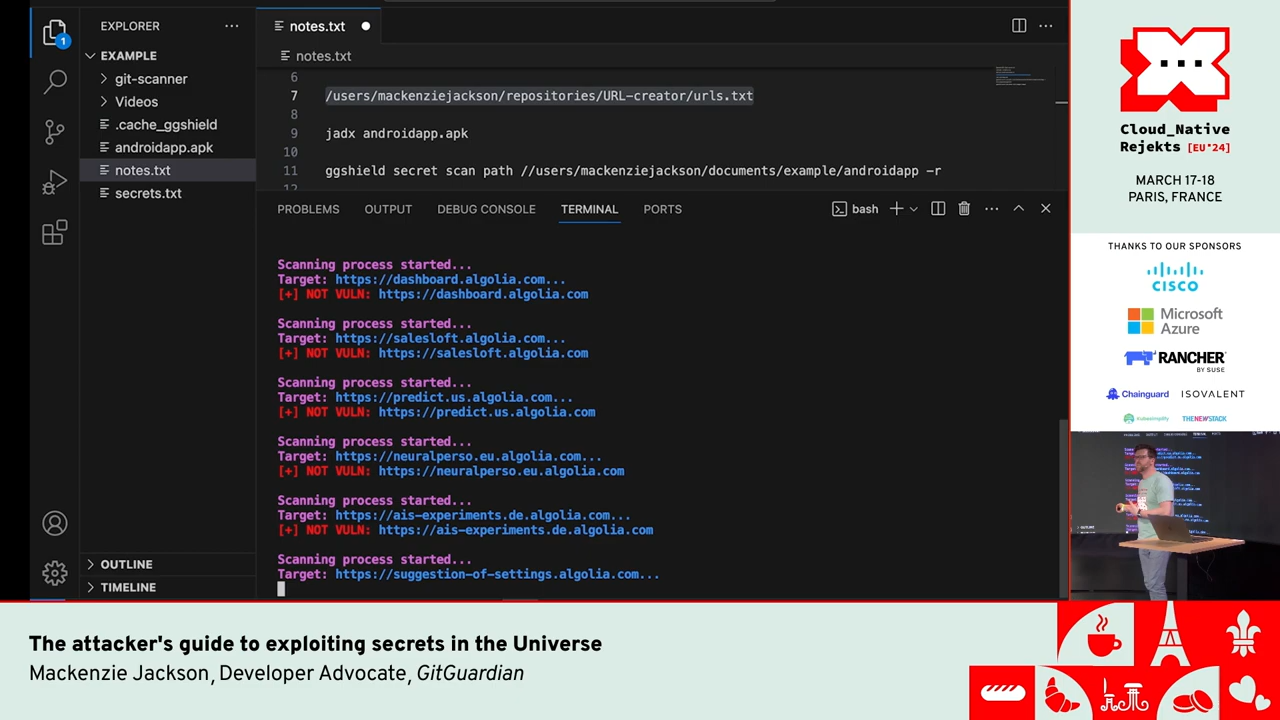 EXPLORER
EXAMPLE
git-scanner
Videos
.cache_ggshield
androidapp.apk
notes.txt
secrets.txt
OUTLINE
TIMELINE
1
notes.txt
notes.txt
6
7 /users/mackenziejackson/repositories/URL-creator/urls.txt
8
9 jadx androidapp.apk
10
11 ggshield secret scan path //users/mackenziejackson/documents/example/androidapp -r
12
PROBLEMS OUTPUT DEBUG CONSOLE TERMINAL PORTS
bash
Scanning process started...
Target: https://dashboard.algolia.com...
[+] NOT VULN: https://dashboard.algolia.com
Scanning process started...
Target: https://salesloft.algolia.com...
[+] NOT VULN: https://salesloft.algolia.com
Scanning process started...
Target: https://predict.us.algolia.com...
[+] NOT VULN: https://predict.us.algolia.com
Scanning process started...
Target: https://neuralperso.eu.algolia.com...
[+] NOT VULN: https://neuralperso.eu.algolia.com
Scanning process started...
Target: https://ais-experiments.de.algolia.com...
[+] NOT VULN: https://ais-experiments.de.algolia.com
Scanning process started...
Target: https://suggestion-of-settings.algolia.com...
Cloud_Native
Rejekts [EU'24]
MARCH 17-18
PARIS, FRANCE
THANKS TO OUR SPONSORS
CISCO
Microsoft
Azure
RANCHER
BY SUSE
Chainguard ISOVALENT
kubesimplify THENEWSTACK
The attacker's guide to exploiting secrets in the Universe
Mackenzie Jackson, Developer Advocate, GitGuardian